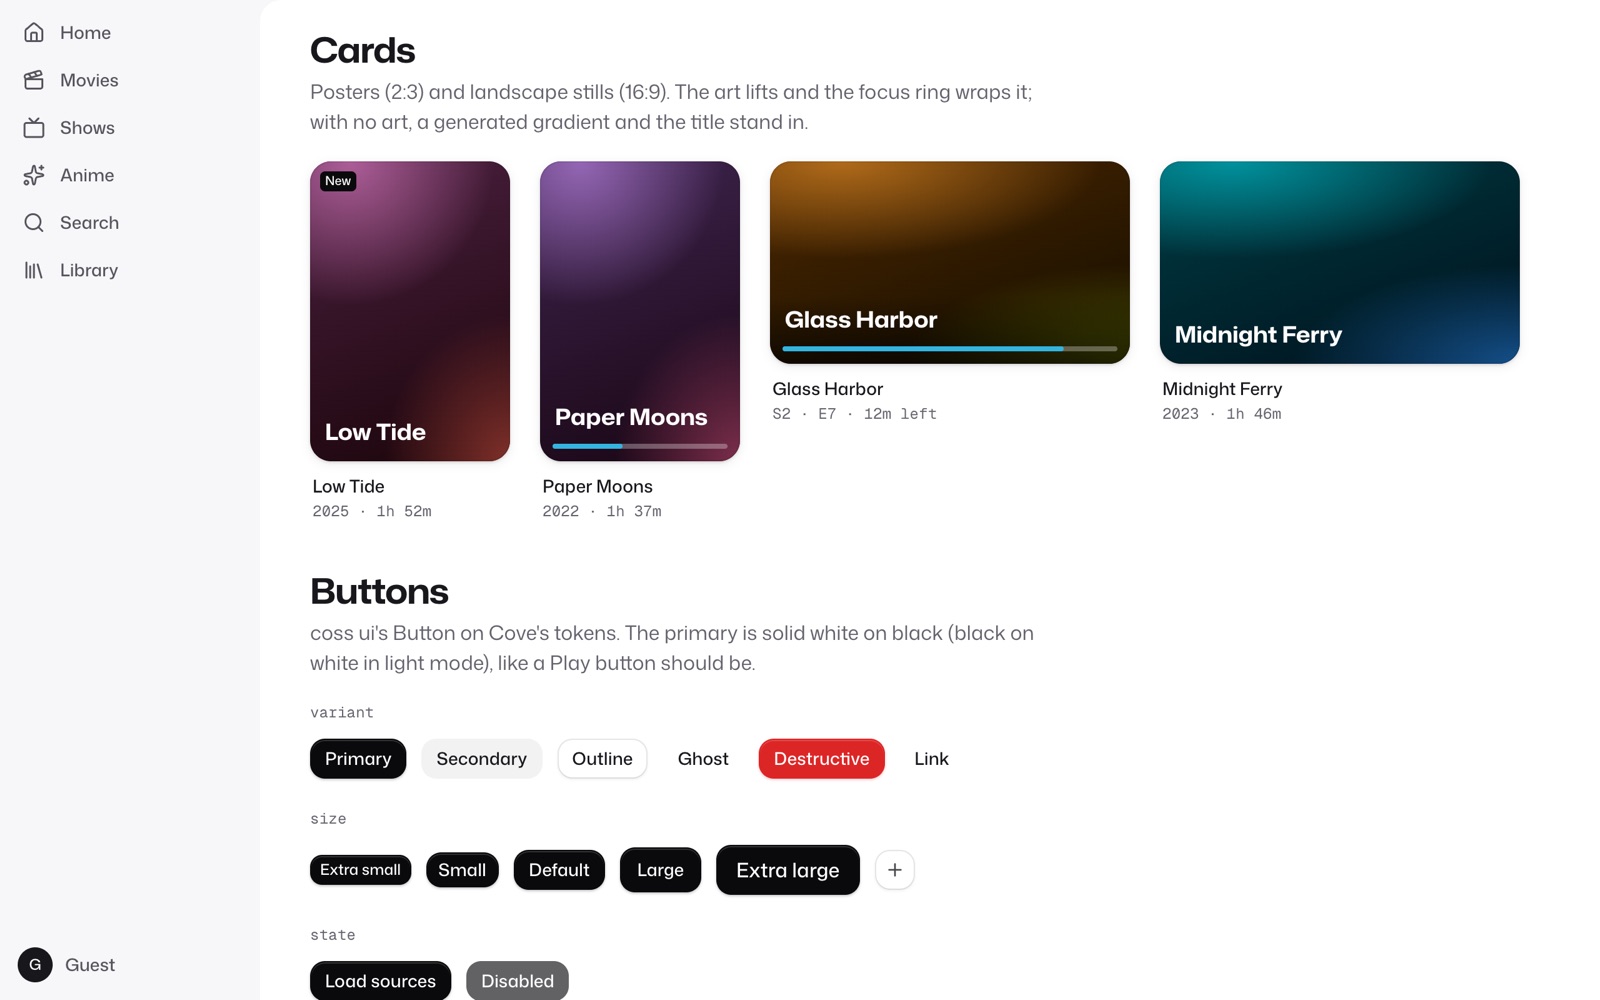 Home
Movies
Shows
Anime
Search
Library
G
Guest
Cards
Posters (2:3) and landscape stills (16:9). The art lifts and the focus ring wraps it;
with no art, a generated gradient and the title stand in.
New
Low Tide
Low Tide
2025 · 1h 52m
Paper Moons
Paper Moons
2022 · 1h 37m
Glass Harbor
Glass Harbor
S2 · E7 · 12m left
Midnight Ferry
Midnight Ferry
2023 · 1h 46m
Buttons
coss ui's Button on Cove's tokens. The primary is solid white on black (black on
white in light mode), like a Play button should be.
variant
Primary Secondary Outline Ghost Destructive Link
size
Extra small Small Default Large Extra large
state
Load sources Disabled